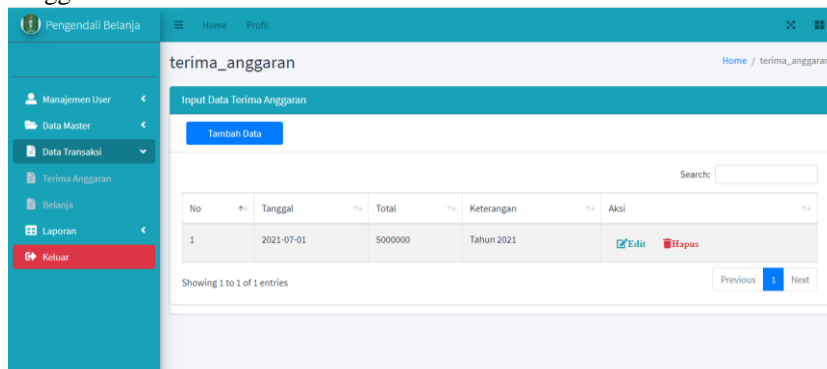 Pengendali Belanja
Home Profil
terima_anggaran
Home / terima_anggaran
Manajemen User
Data Master
Data Transaksi
Terima Anggaran
Belanja
Laporan
Keluar
Input Data Terima Anggaran
Tambah Data
Search:
No Tanggal Total Keterangan Aksi
1 2021-07-01 5000000 Tahun 2021 Edit Hapus
Showing 1 to 1 of 1 entries
Previous 1 Next